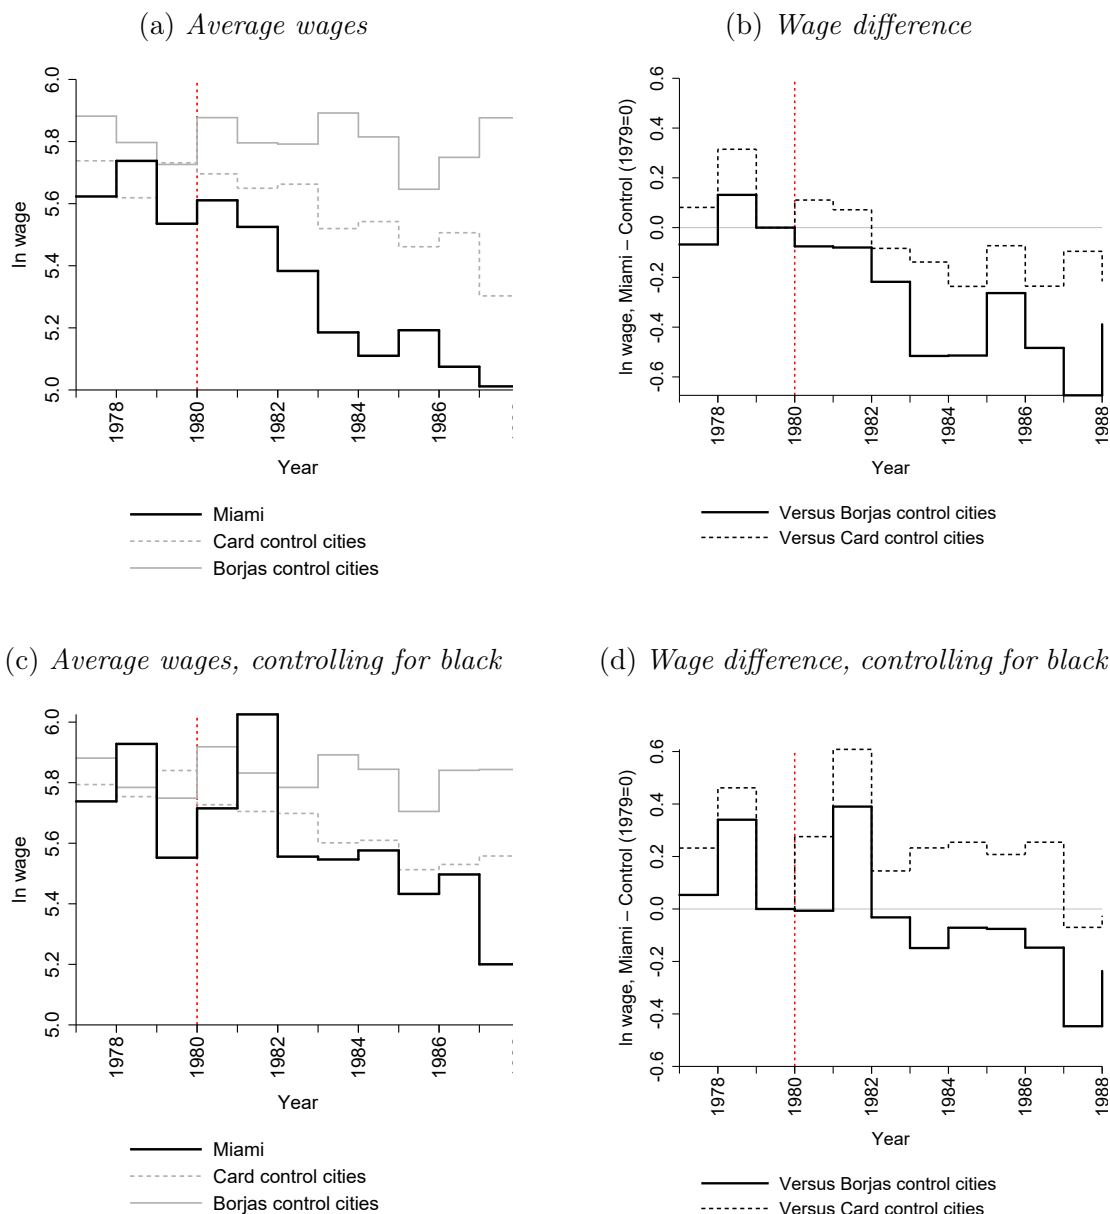 (a) Average wages
(b) Wage difference
ln wage
5.0 5.2 5.4 5.6 5.8 6.0
1978 1980 1982 1984 1986
Year
Miami
Card control cities
Borjas control cities
ln wage, Miami – Control (1979=0)
-0.6 -0.4 -0.2 0.0 0.2 0.4 0.6
1978 1980 1982 1984 1986 1988
Year
Versus Borjas control cities
Versus Card control cities
(c) Average wages, controlling for black
(d) Wage difference, controlling for black
ln wage
5.0 5.2 5.4 5.6 5.8 6.0
1978 1980 1982 1984 1986
Year
Miami
Card control cities
Borjas control cities
ln wage, Miami – Control (1979=0)
-0.6 -0.4 -0.2 0.0 0.2 0.4 0.6
1978 1980 1982 1984 1986 1988
Year
Versus Borjas control cities
Versus Card control cities